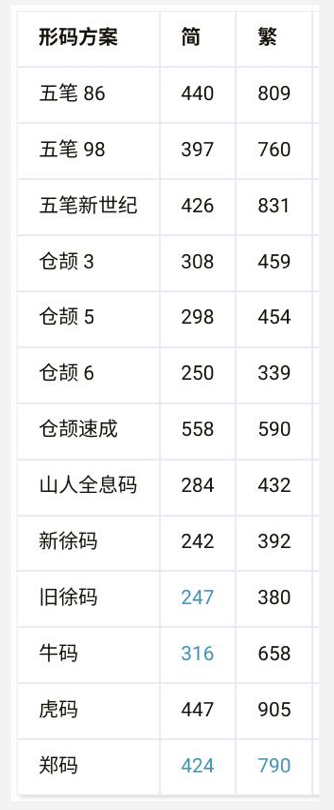 形码方案 简 繁
五笔 86 440 809
五笔 98 397 760
五笔新世纪 426 831
仓颉 3 308 459
仓颉 5 298 454
仓颉 6 250 339
仓颉速成 558 590
山人全息码 284 432
新徐码 242 392
旧徐码 247 380
牛码 316 658
虎码 447 905
郑码 424 790